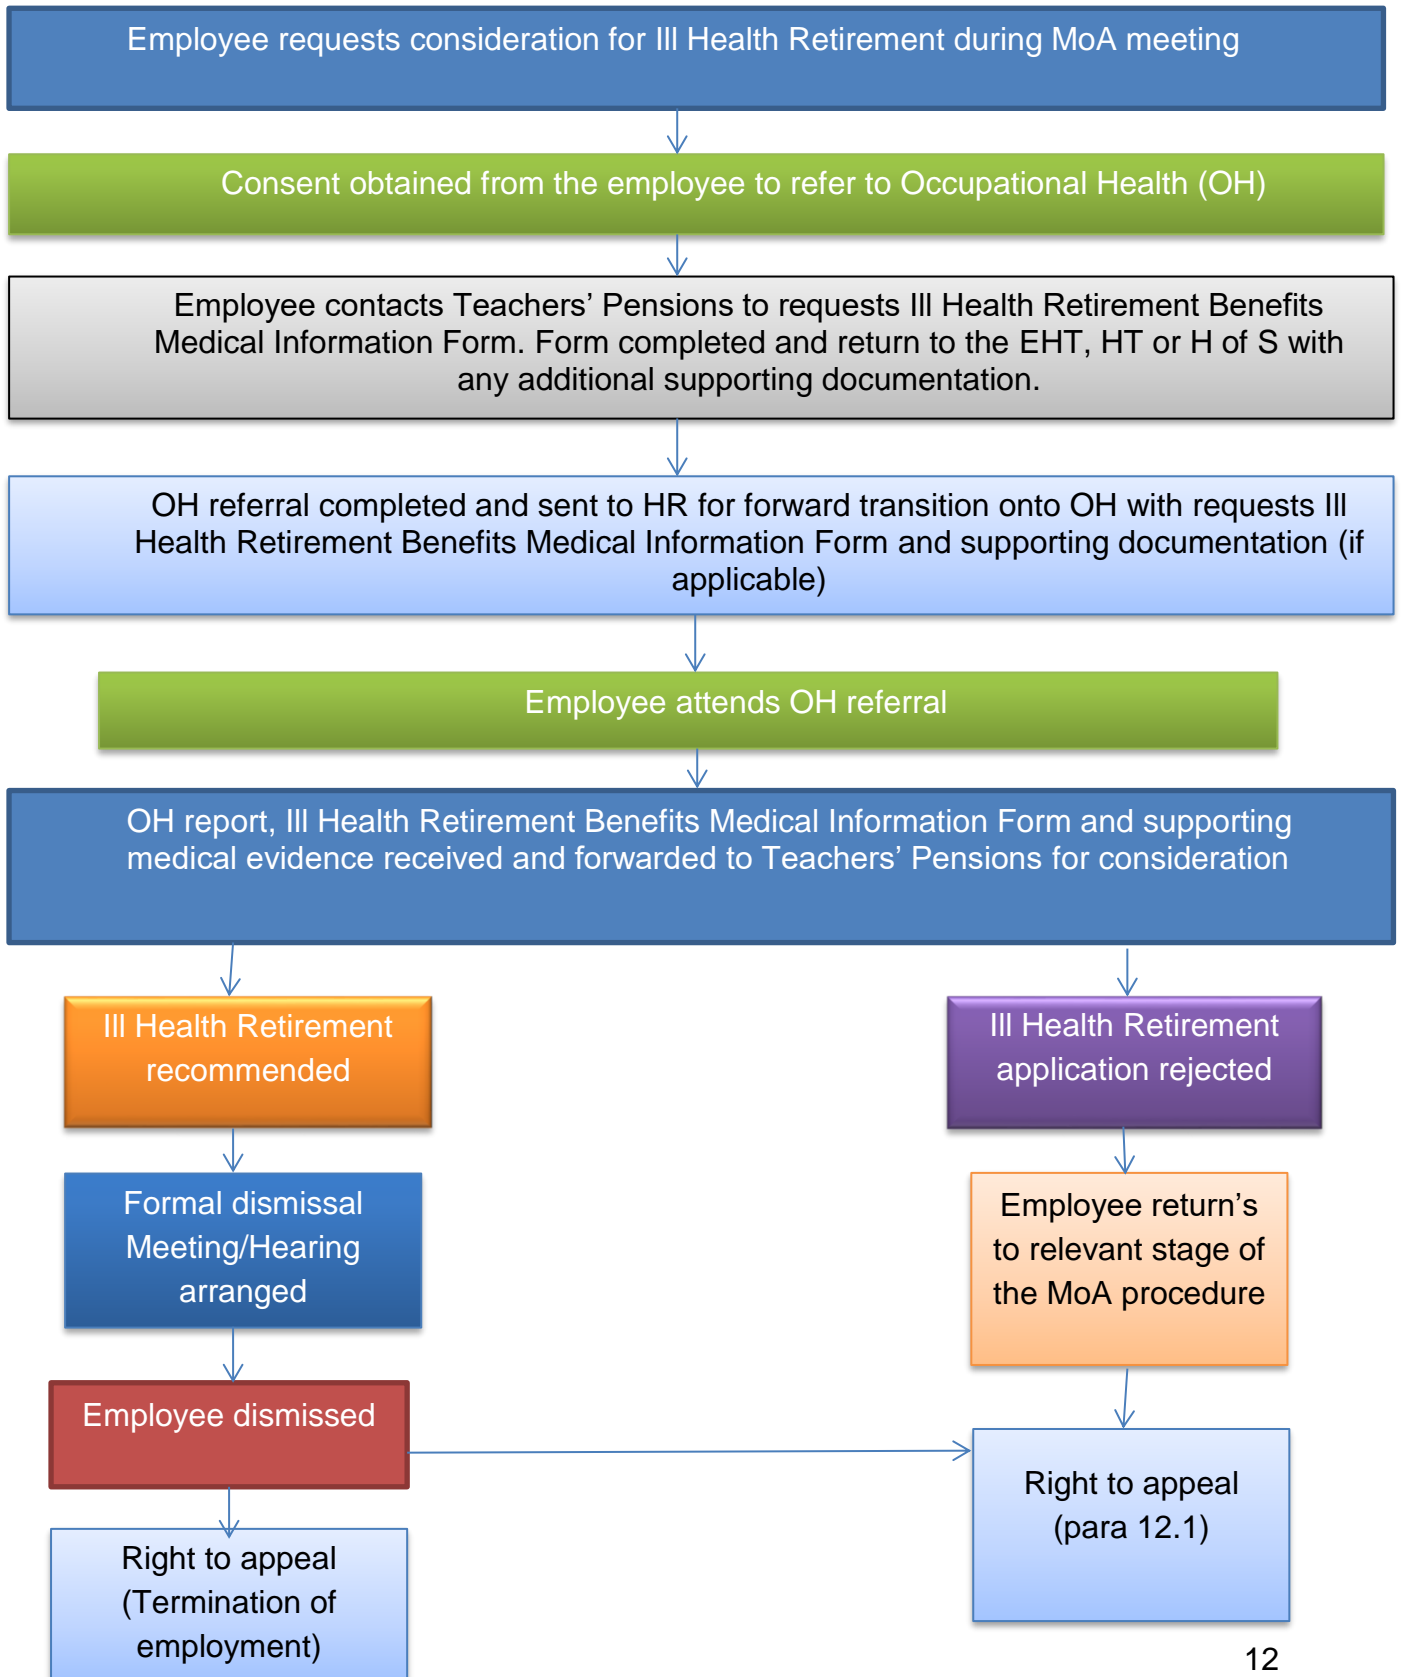 Employee requests consideration for Ill Health Retirement during MoA meeting
Consent obtained from the employee to refer to Occupational Health (OH)
Employee contacts Teachers’ Pensions to requests Ill Health Retirement Benefits
Medical Information Form. Form completed and return to the EHT, HT or H of S with
any additional supporting documentation.
OH referral completed and sent to HR for forward transition onto OH with requests Ill
Health Retirement Benefits Medical Information Form and supporting documentation (if
applicable)
Employee attends OH referral
OH report, Ill Health Retirement Benefits Medical Information Form and supporting
medical evidence received and forwarded to Teachers’ Pensions for consideration
Ill Health Retirement
recommended
Ill Health Retirement
application rejected
Formal dismissal
Meeting/Hearing
arranged
Employee return’s
to relevant stage of
the MoA procedure
Employee dismissed
Right to appeal
(para 12.1)
Right to appeal
(Termination of
employment)
12